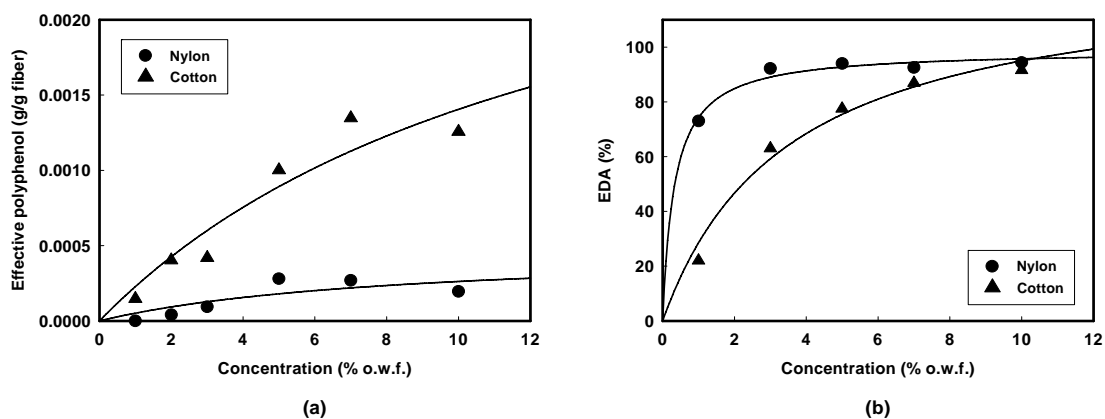 0.0020
0.0015
0.0010
0.0005
0.0000
Effective polyphenol (g/g fiber)
Nylon
Cotton
0 2 4 6 8 10 12
Concentration (% o.w.f.)
(a)
100
80
60
40
20
0
EDA (%)
Nylon
Cotton
0 2 4 6 8 10 12
Concentration (% o.w.f.)
(b)